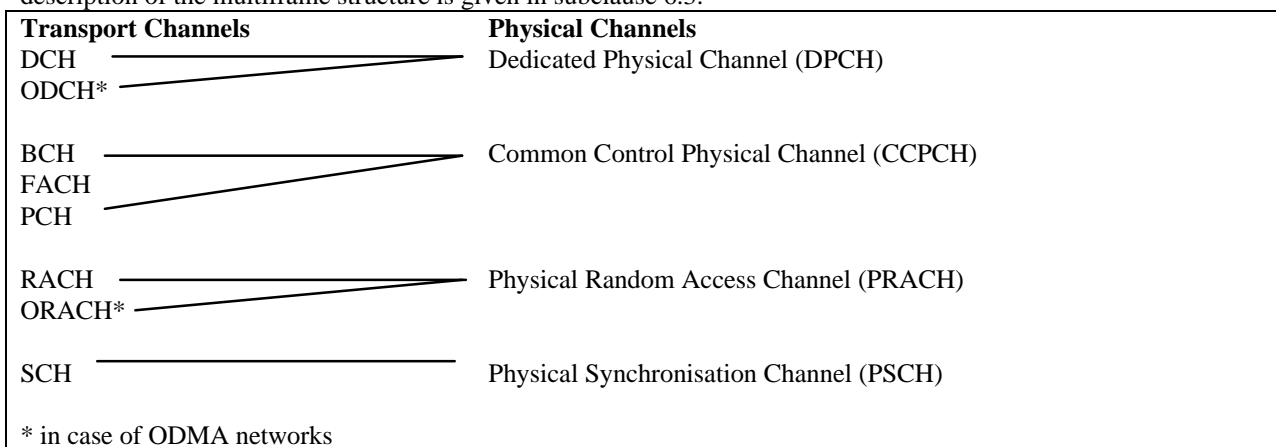 description of the multiframe structure is given in subclause 6.3.
Transport Channels Physical Channels
DCH Dedicated Physical Channel (DPCH)
ODCH*
BCH Common Control Physical Channel (CCPCH)
FACH
PCH
RACH Physical Random Access Channel (PRACH)
ORACH*
SCH Physical Synchronisation Channel (PSCH)
* in case of ODMA networks